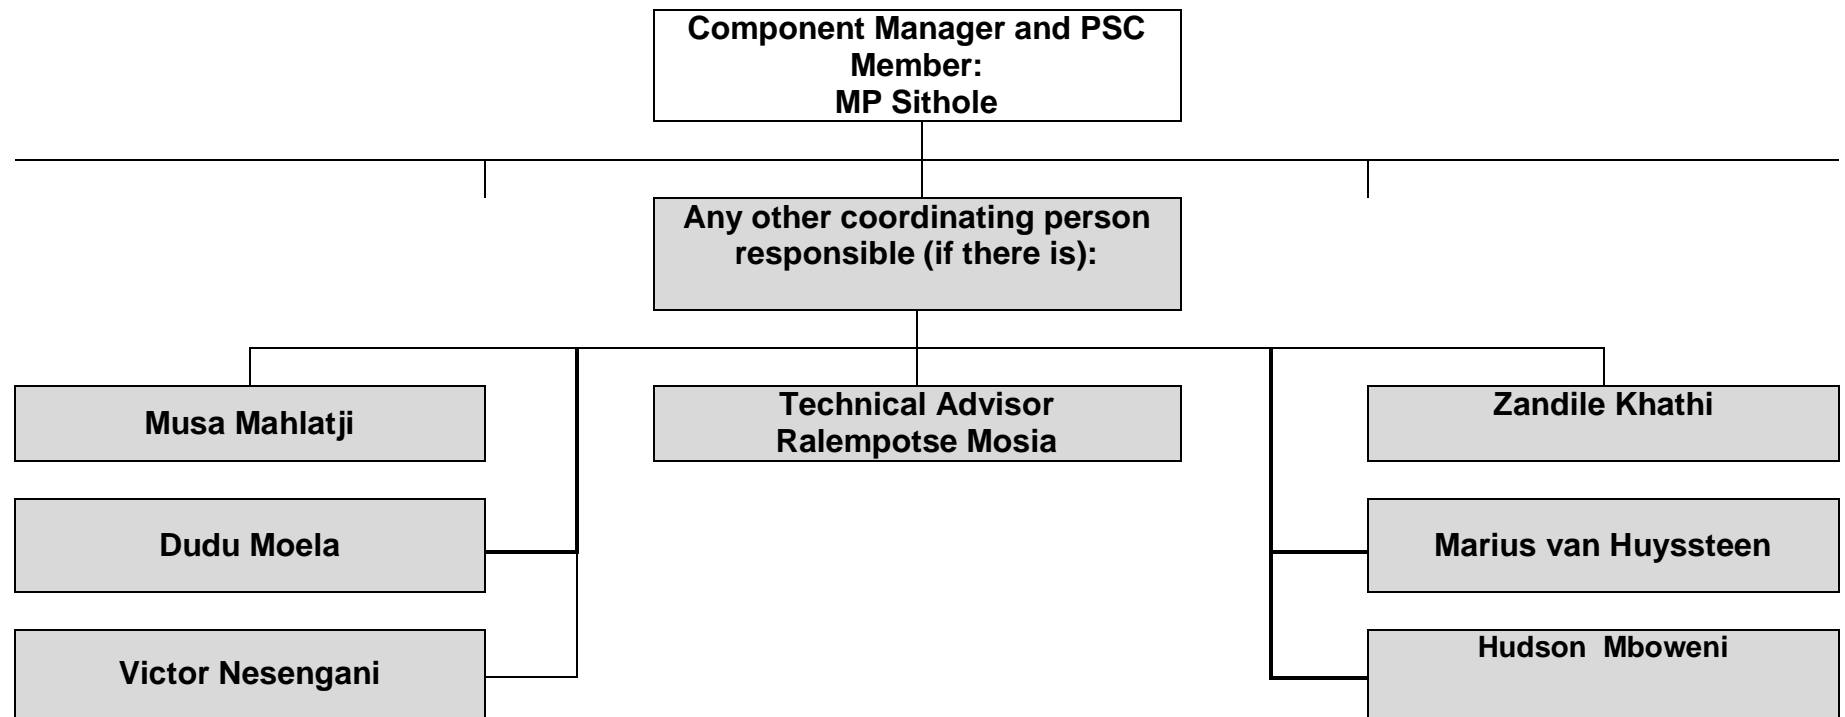 Component Manager and PSC
Member:
MP Sithole
Any other coordinating person
responsible (if there is):
Musa Mahlatji
Technical Advisor
Ralempotse Mosia
Zandile Khathi
Dudu Moela
Marius van Huyssteen
Victor Nesengani
Hudson  Mboweni